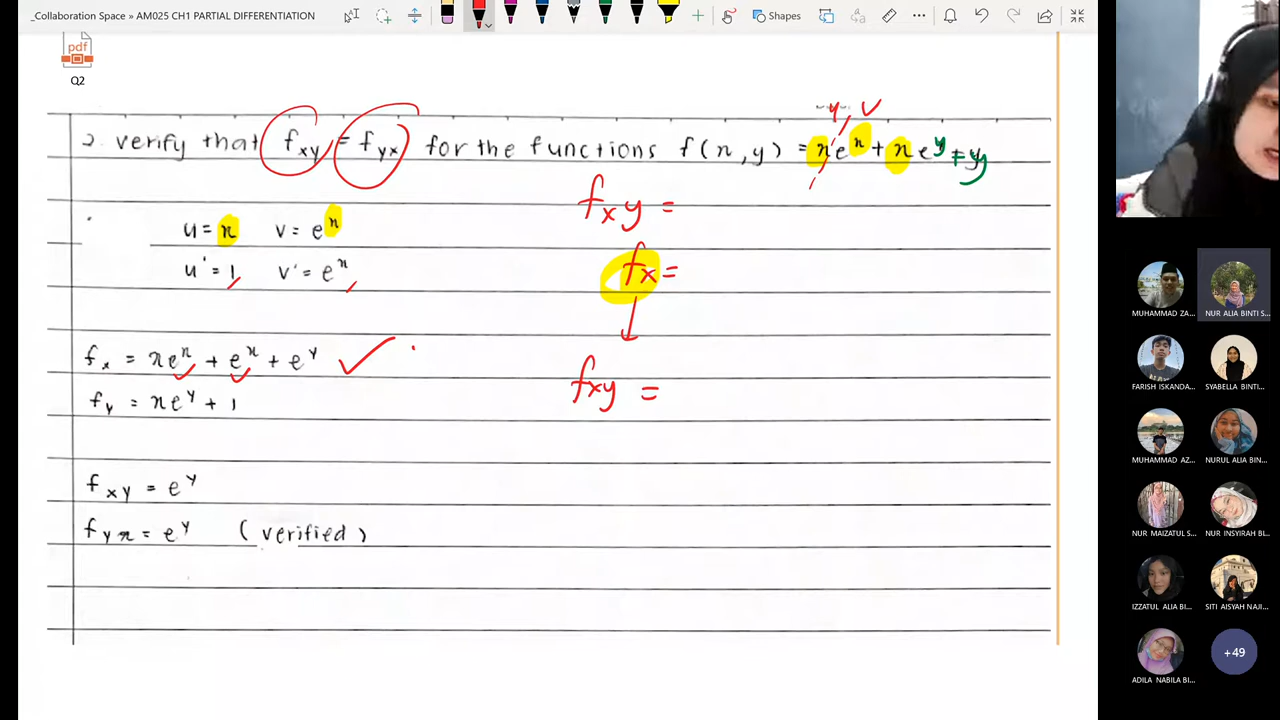 _Collaboration Space » AM025 CH1 PARTIAL DIFFERENTIATION
Shapes
pdf
Q2
u, v
2. verify that fxy = fyx for the functions f(x,y) = xe^x + xe^y + y
fxy =
u = x v = e^x
u' = 1 v' = e^x
fx =
fx = xe^x + e^x + e^y
fy = xe^y + 1
fxy =
fxy = e^y
fyx = e^y (verified)
MUHAMMAD ZA...
NUR ALIA BINTI S...
FARISH ISKANDA...
SYABELLA BINTI...
MUHAMMAD AZ...
NURUL ALIA BIN...
NUR MAIZATUL S...
NUR INSYIRAH BI...
IZZATUL ALIA BI...
SITI AISYAH NAJI...
ADILA NABILA BI...
+49